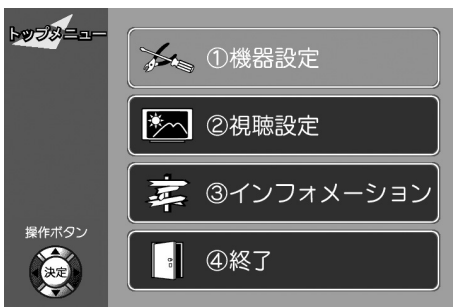 トップメニュー
①機器設定
②視聴設定
③インフォメーション
④終了
操作ボタン
決定